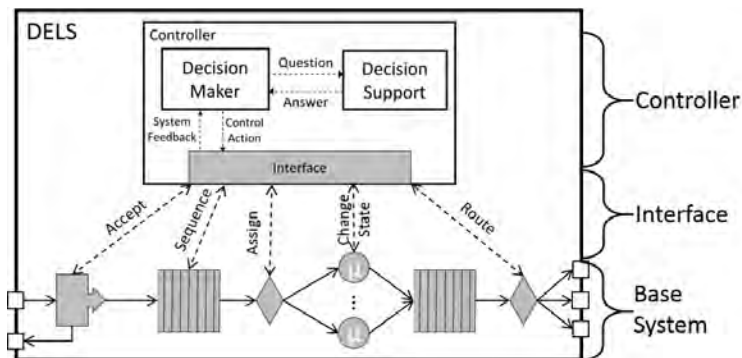 DELS
Controller
Decision
Maker
Question
Answer
Decision
Support
System
Feedback
Control
Action
Interface
Accept
Sequence
Assign
Change
State
Route
μ
⋮
μ
Controller
Interface
Base
System